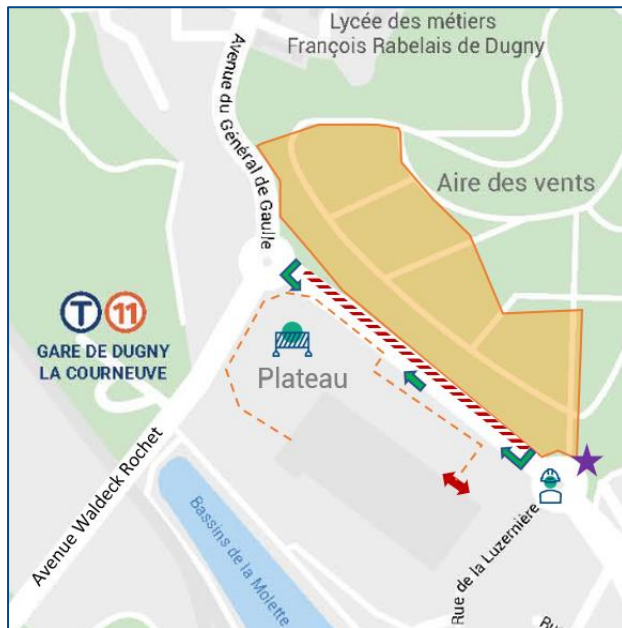 Lycée des métiers
François Rabelais de Dugny
Avenue du Général de Gaulle
Aire des vents
T 11
GARE DE DUGNY
LA COURNEUVE
Plateau
Avenue Waldeck Rochet
Bassins de la Molette
Rue de la Luzernière